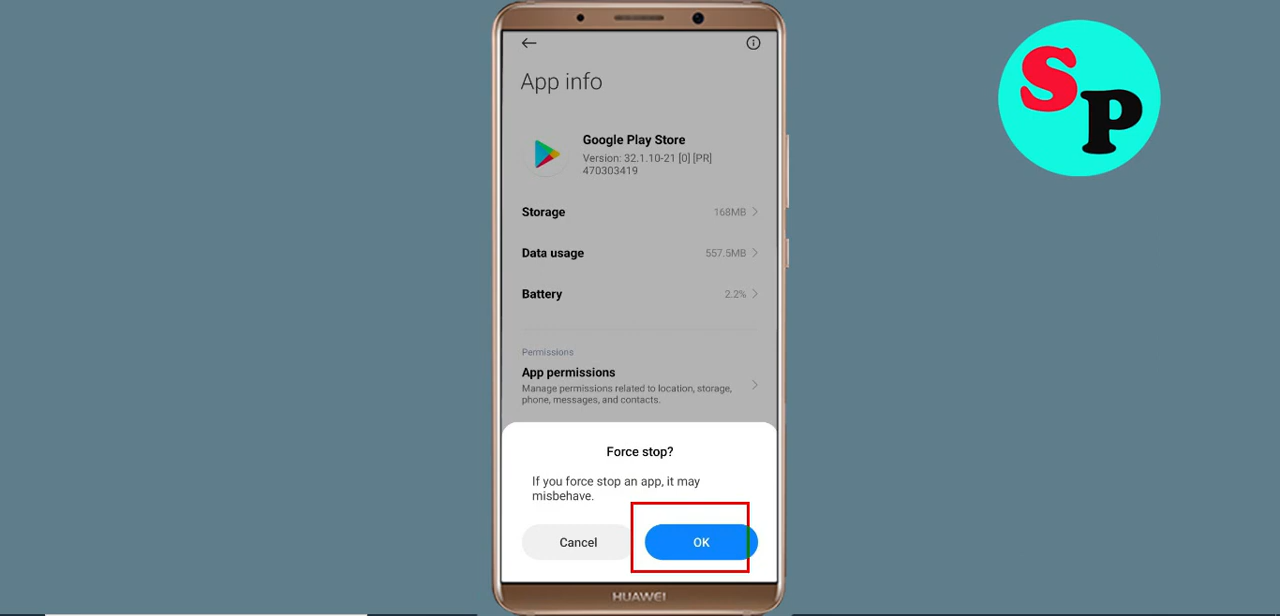 App info
Google Play Store
Version: 32.1.10-21 [0] [PR]
470303419
Storage 168MB
Data usage 557.5MB
Battery 2.2%
Permissions
App permissions
Manage permissions related to location, storage,
phone, messages, and contacts.
Force stop?
If you force stop an app, it may
misbehave.
Cancel OK
HUAWEI
SP